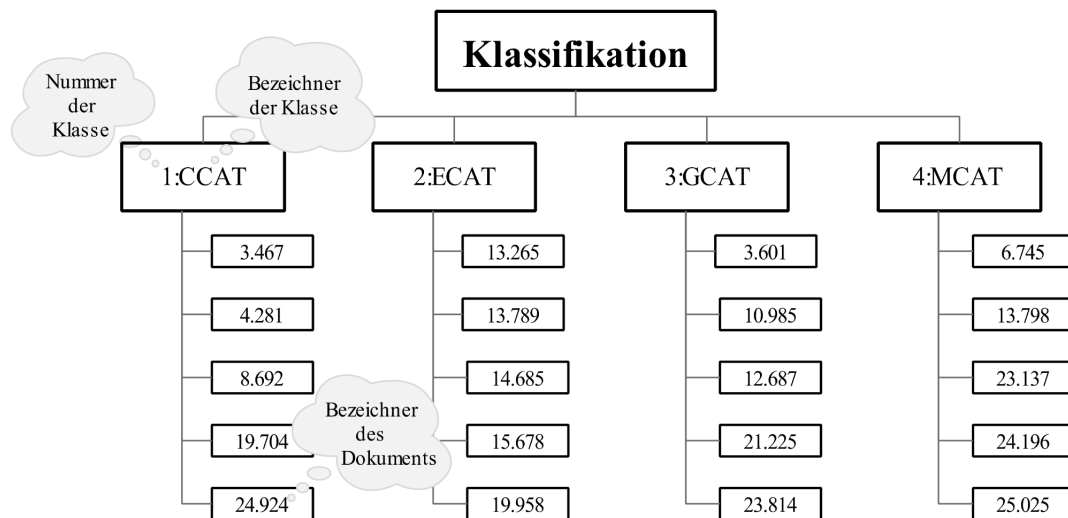 Klassifikation
Nummer
der
Klasse
Bezeichner
der Klasse
1:CCAT
2:ECAT
3:GCAT
4:MCAT
3.467
13.265
3.601
6.745
4.281
13.789
10.985
13.798
8.692
14.685
12.687
23.137
Bezeichner
des
Dokuments
19.704
15.678
21.225
24.196
24.924
19.958
23.814
25.025